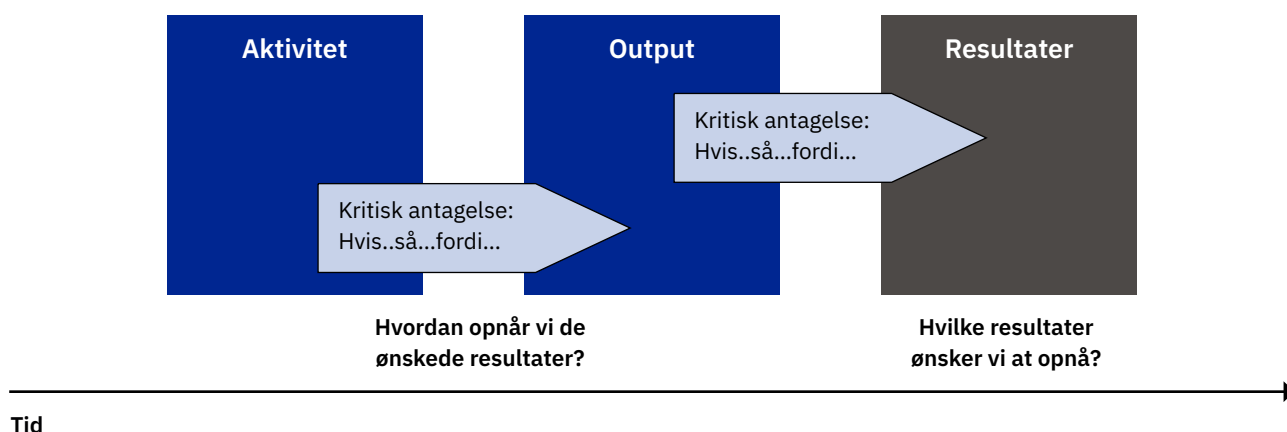 Aktivitet
Output
Resultater
Kritisk antagelse:
Hvis..så...fordi...
Kritisk antagelse:
Hvis..så...fordi...
Hvordan opnår vi de
ønskede resultater?
Hvilke resultater
ønsker vi at opnå?
Tid